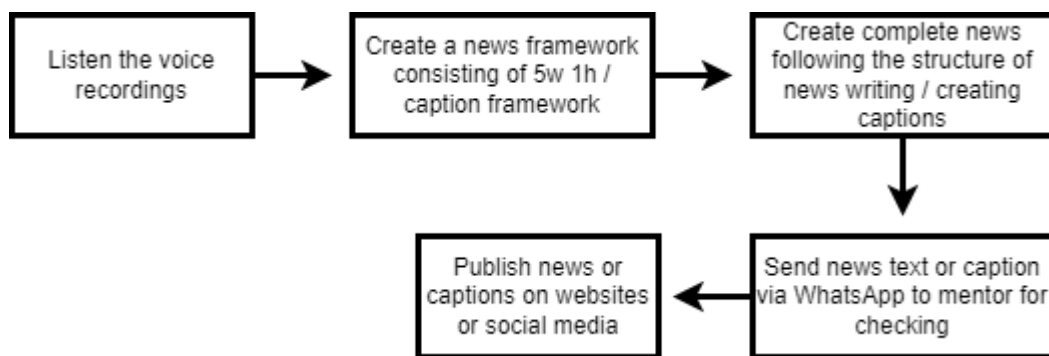 Listen the voice
recordings
Create a news framework
consisting of 5w 1h /
caption framework
Create complete news
following the structure of
news writing / creating
captions
Send news text or caption
via WhatsApp to mentor for
checking
Publish news or
captions on websites
or social media